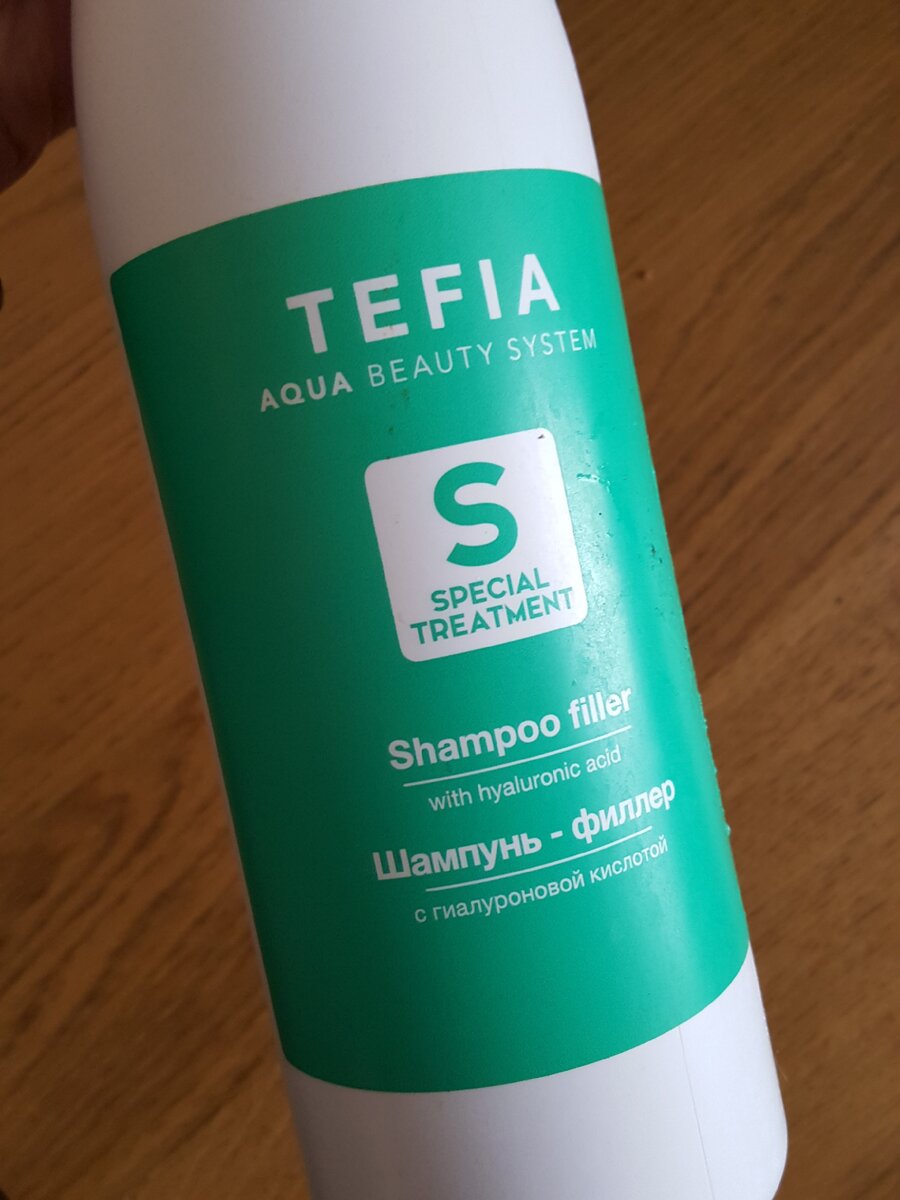 TEFIA
AQUA BEAUTY SYSTEM
S
SPECIAL
TREATMENT
Shampoo filler
with hyaluronic acid
Шампунь - филлер
с гиалуроновой кислотой